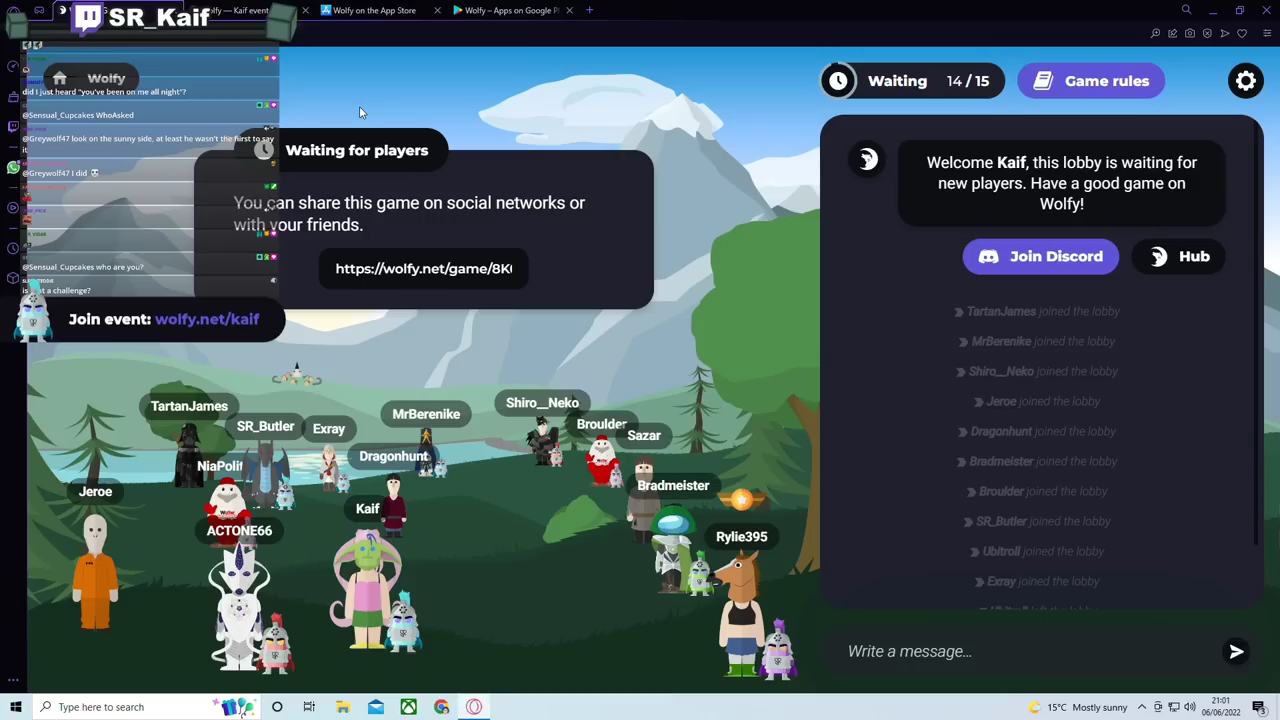 Kaif event
Wolfy on the App Store
Wolfy – Apps on Google P
SR_Kaif
Wolfy
did I just heard "you've been on me all night"?
@Sensual_Cupcakes WhoAsked
@Greywolf47 look on the sunny side, at least he wasn't the fiirst to say
it
@Greywolf47 I did
@Sensual_Cupcakes who are you?
a challenge?
Join event: wolfy.net/kaif
Waiting for players
You can share this game on social networks or
with your friends.
https://wolfy.net/game/8K
Waiting 14 / 15
Game rules
Welcome Kaif, this lobby is waiting for
new players. Have a good game on
Wolfy!
Join Discord
Hub
TartanJames joined the lobby
MrBerenike joined the lobby
Shiro__Neko joined the lobby
Jeroe joined the lobby
Dragonhunt joined the lobby
Bradmeister joined the lobby
Broulder joined the lobby
SR_Butler joined the lobby
Ubitroll joined the lobby
Exray joined the lobby
Ubitroll left the lobby
Write a message...
TartanJames
SR_Butler
Exray
MrBerenike
Shiro__Neko
Broulder
Sazar
NiaPolit
Dragonhunt
Bradmeister
Jeroe
Kaif
ACTONE66
Rylie395
Type here to search
15°C Mostly sunny
21:01
06/06/2022
3